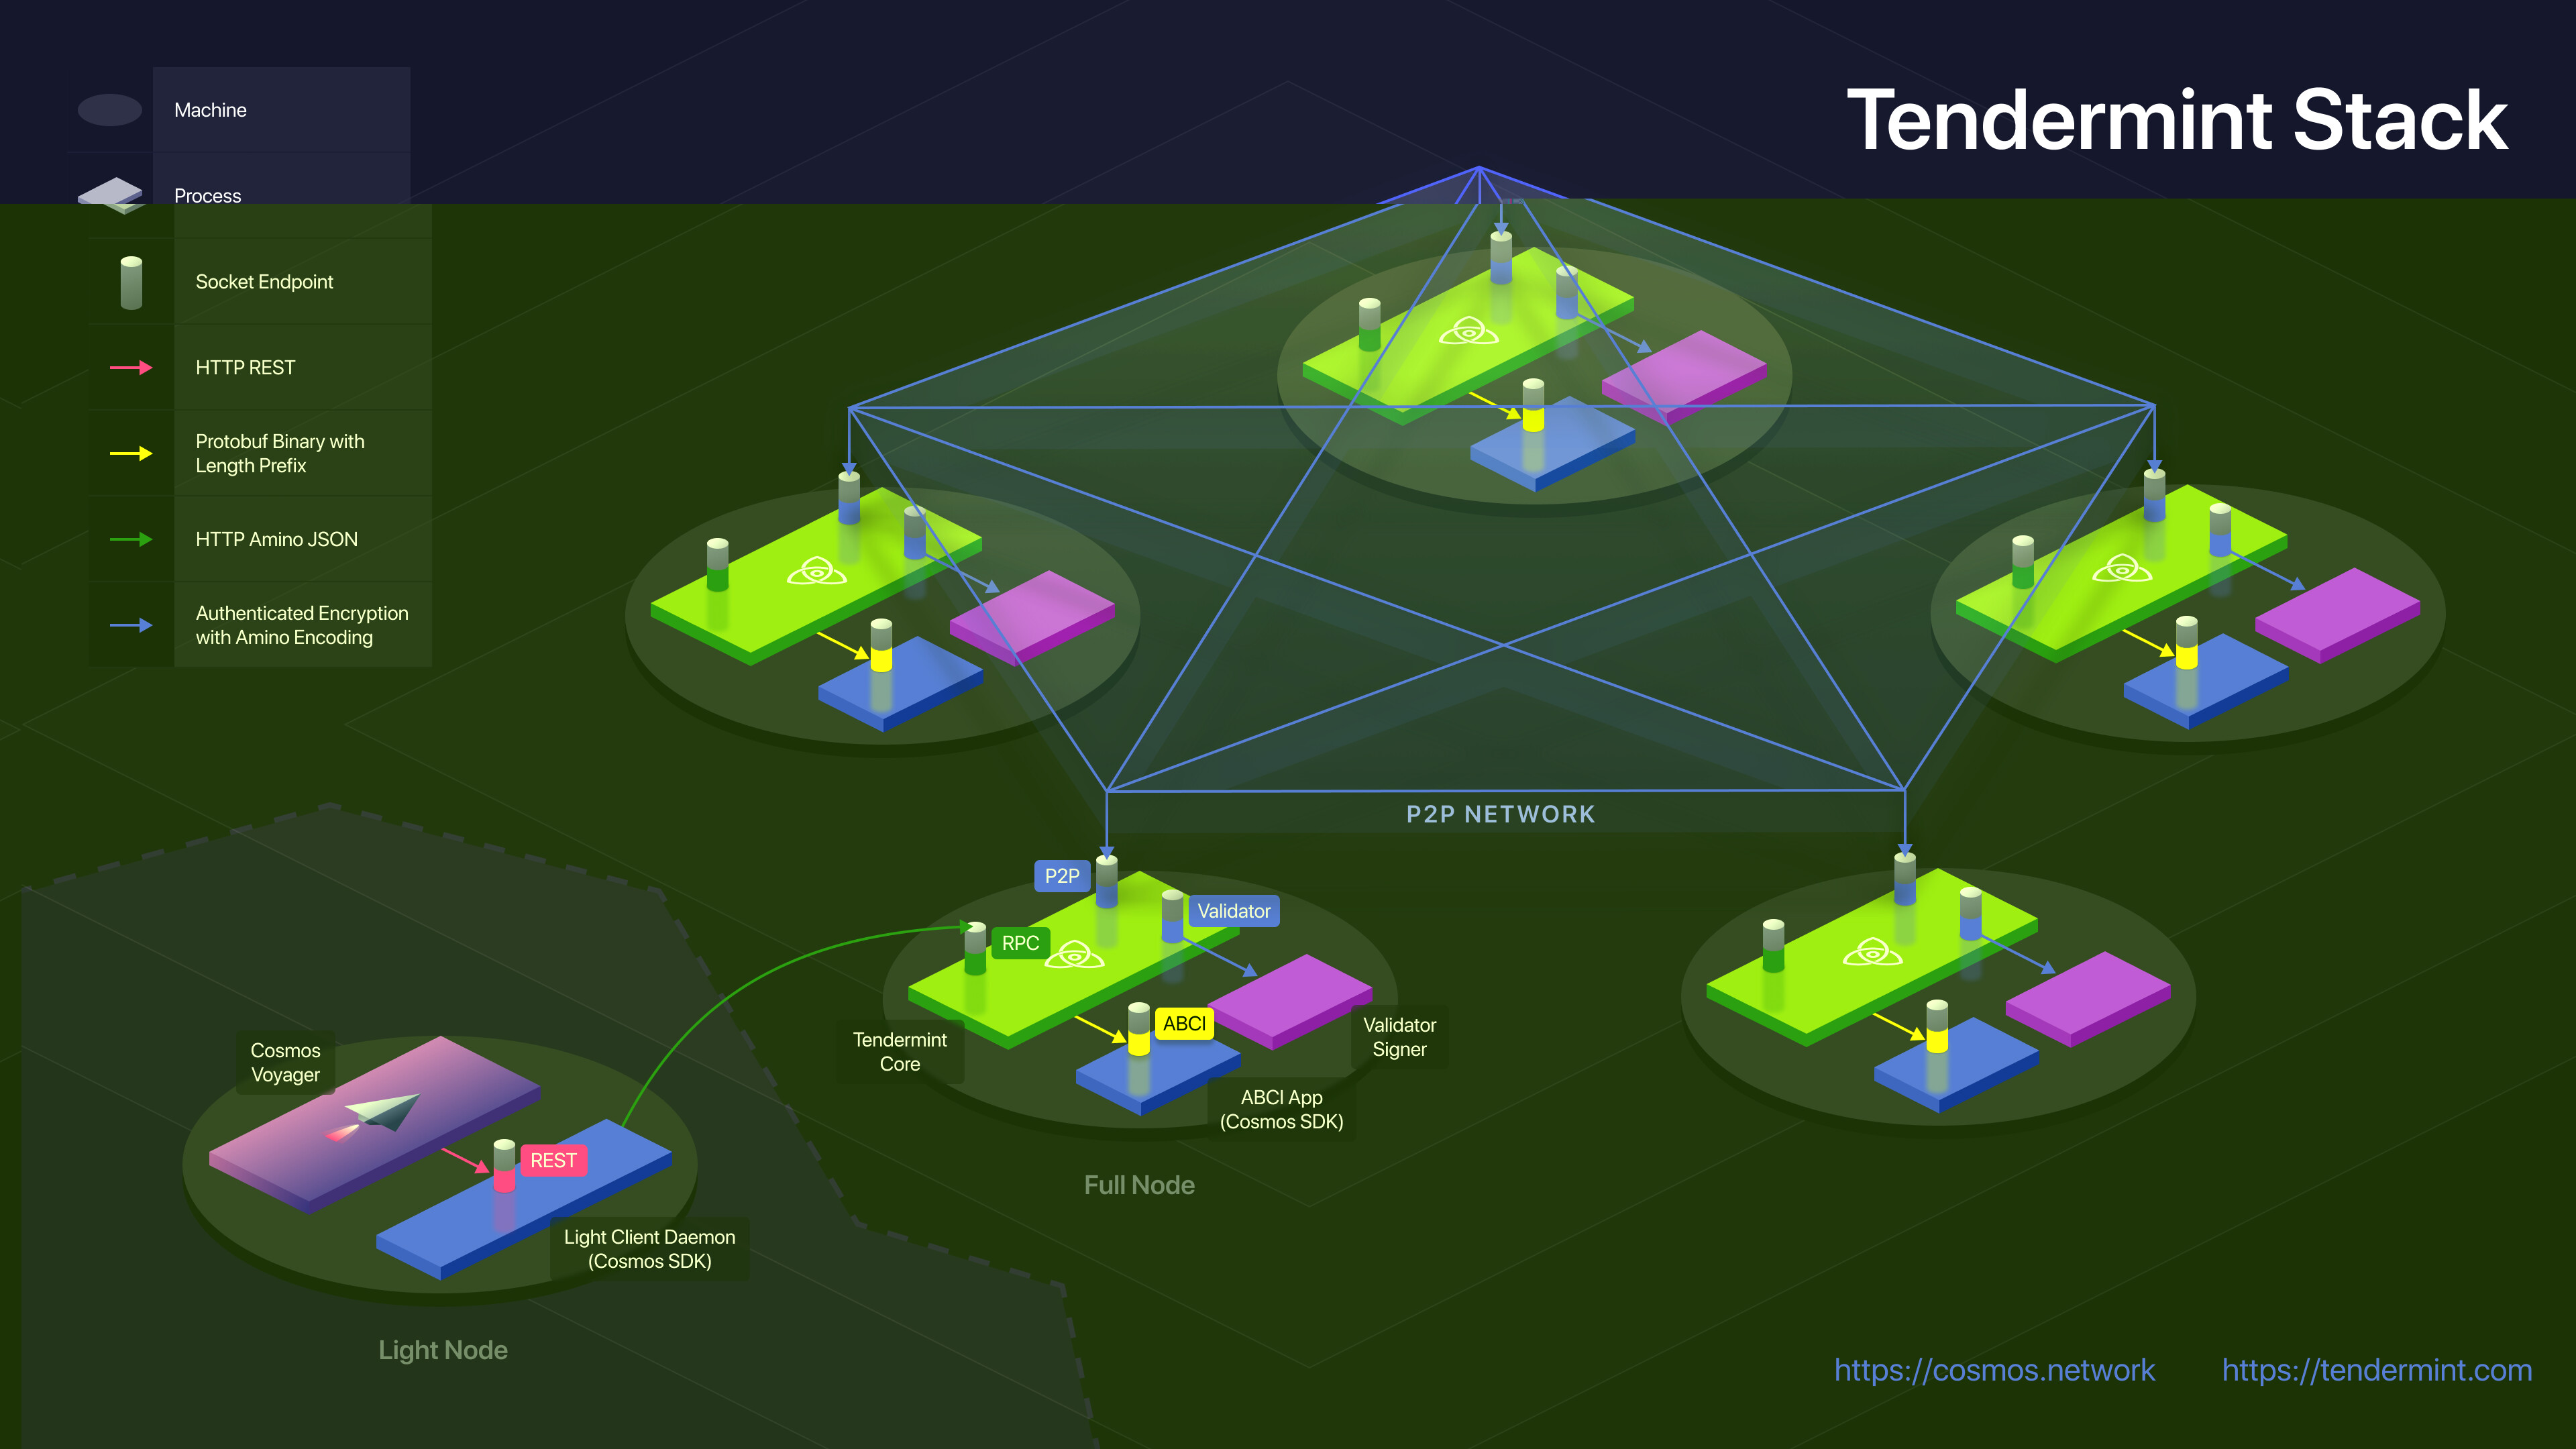 Tendermint Stack
Machine
Process
Socket Endpoint
HTTP REST
Protobuf Binary with
Length Prefix
HTTP Amino JSON
Authenticated Encryption
with Amino Encoding
P2P NETWORK
P2P
Validator
RPC
ABCI
Tendermint
Core
Validator
Signer
ABCI App
(Cosmos SDK)
Full Node
Cosmos
Voyager
REST
Light Client Daemon
(Cosmos SDK)
Light Node
https://cosmos.network
https://tendermint.com